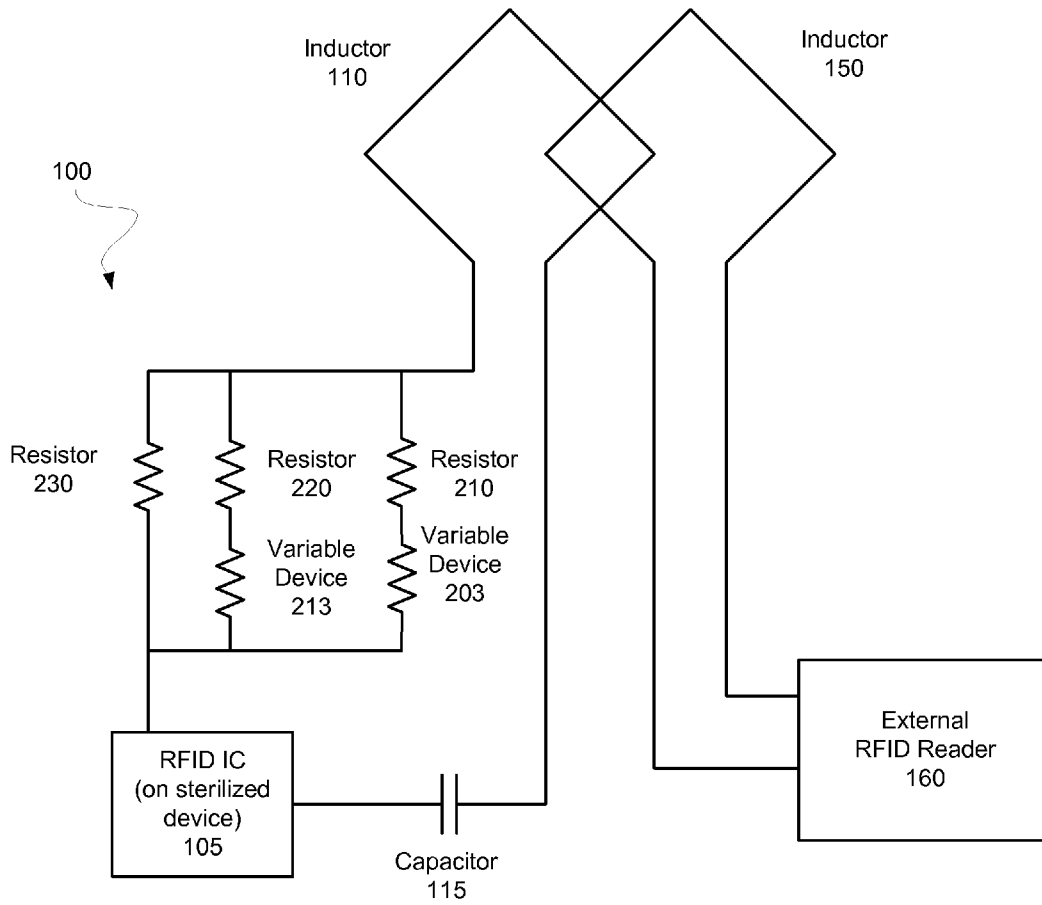 Inductor
110
Inductor
150
100
Resistor
230
Resistor
220
Resistor
210
Variable
Device
213
Variable
Device
203
RFID IC
(on sterilized
device)
105
Capacitor
115
External
RFID Reader
160